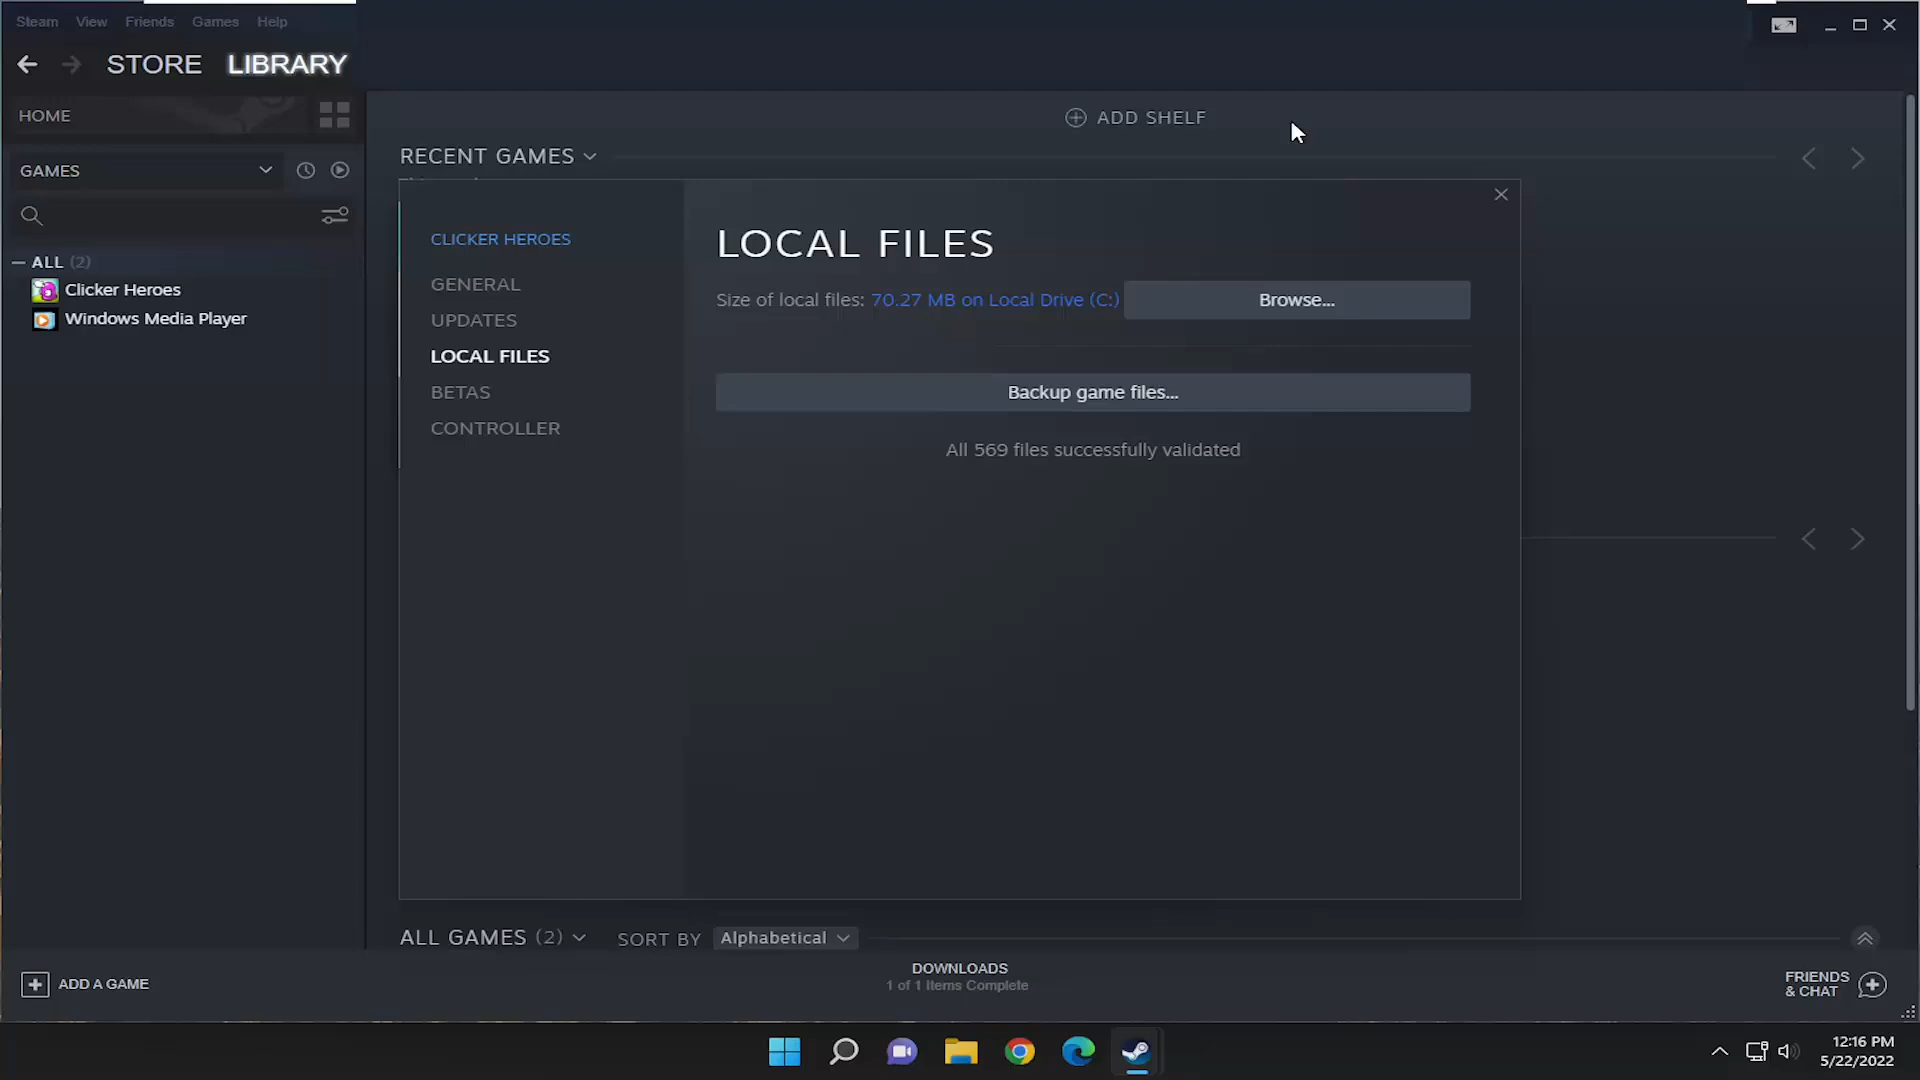 Steam View Friends Games Help
STORE LIBRARY
HOME
ADD SHELF
GAMES
RECENT GAMES
ALL (2)
Clicker Heroes
Windows Media Player
CLICKER HEROES
GENERAL
UPDATES
LOCAL FILES
BETAS
CONTROLLER
LOCAL FILES
Size of local files: 70.27 MB on Local Drive (C:) Browse...
Backup game files...
All 569 files successfully validated
ALL GAMES (2) SORT BY Alphabetical
ADD A GAME
DOWNLOADS
1 of 1 Items Complete
FRIENDS
& CHAT
12:16 PM
5/22/2022